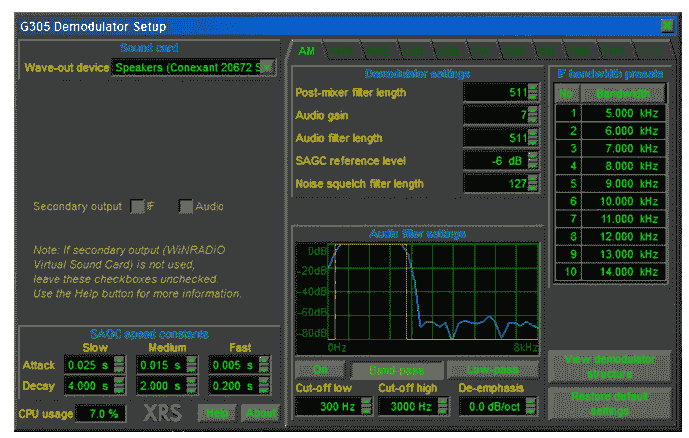 G305 Demodulator Setup
Sound card
Wave-out device Speakers (Conexant 20672 S
Secondary output IF Audio
Note: If secondary output (WiNRADiO
Virtual Sound Card) is not used,
leave these checkboxes unchecked.
Use the Help button for more information.
SAGC speed constants
Slow Medium Fast
Attack 0.025 s 0.015 s 0.005 s
Decay 4.000 s 2.000 s 0.200 s
CPU usage 7.0 % XRS Help About
AM
Demodulator settings
Post-mixer filter length 511
Audio gain 7
Audio filter length 511
SAGC reference level -6 dB
Noise squelch filter length 127
Audio filter settings
0dB
-20dB
-40dB
-60dB
-80dB
0Hz 8kHz
On Band-pass Low-pass
Cut-off low Cut-off high De-emphasis
300 Hz 3000 Hz 0.0 dB/oct
IF bandwidth presets
No. Bandwidth
1 5.000 kHz
2 6.000 kHz
3 7.000 kHz
4 8.000 kHz
5 9.000 kHz
6 10.000 kHz
7 11.000 kHz
8 12.000 kHz
9 13.000 kHz
10 14.000 kHz
View demodulator
structure
Restore default
settings